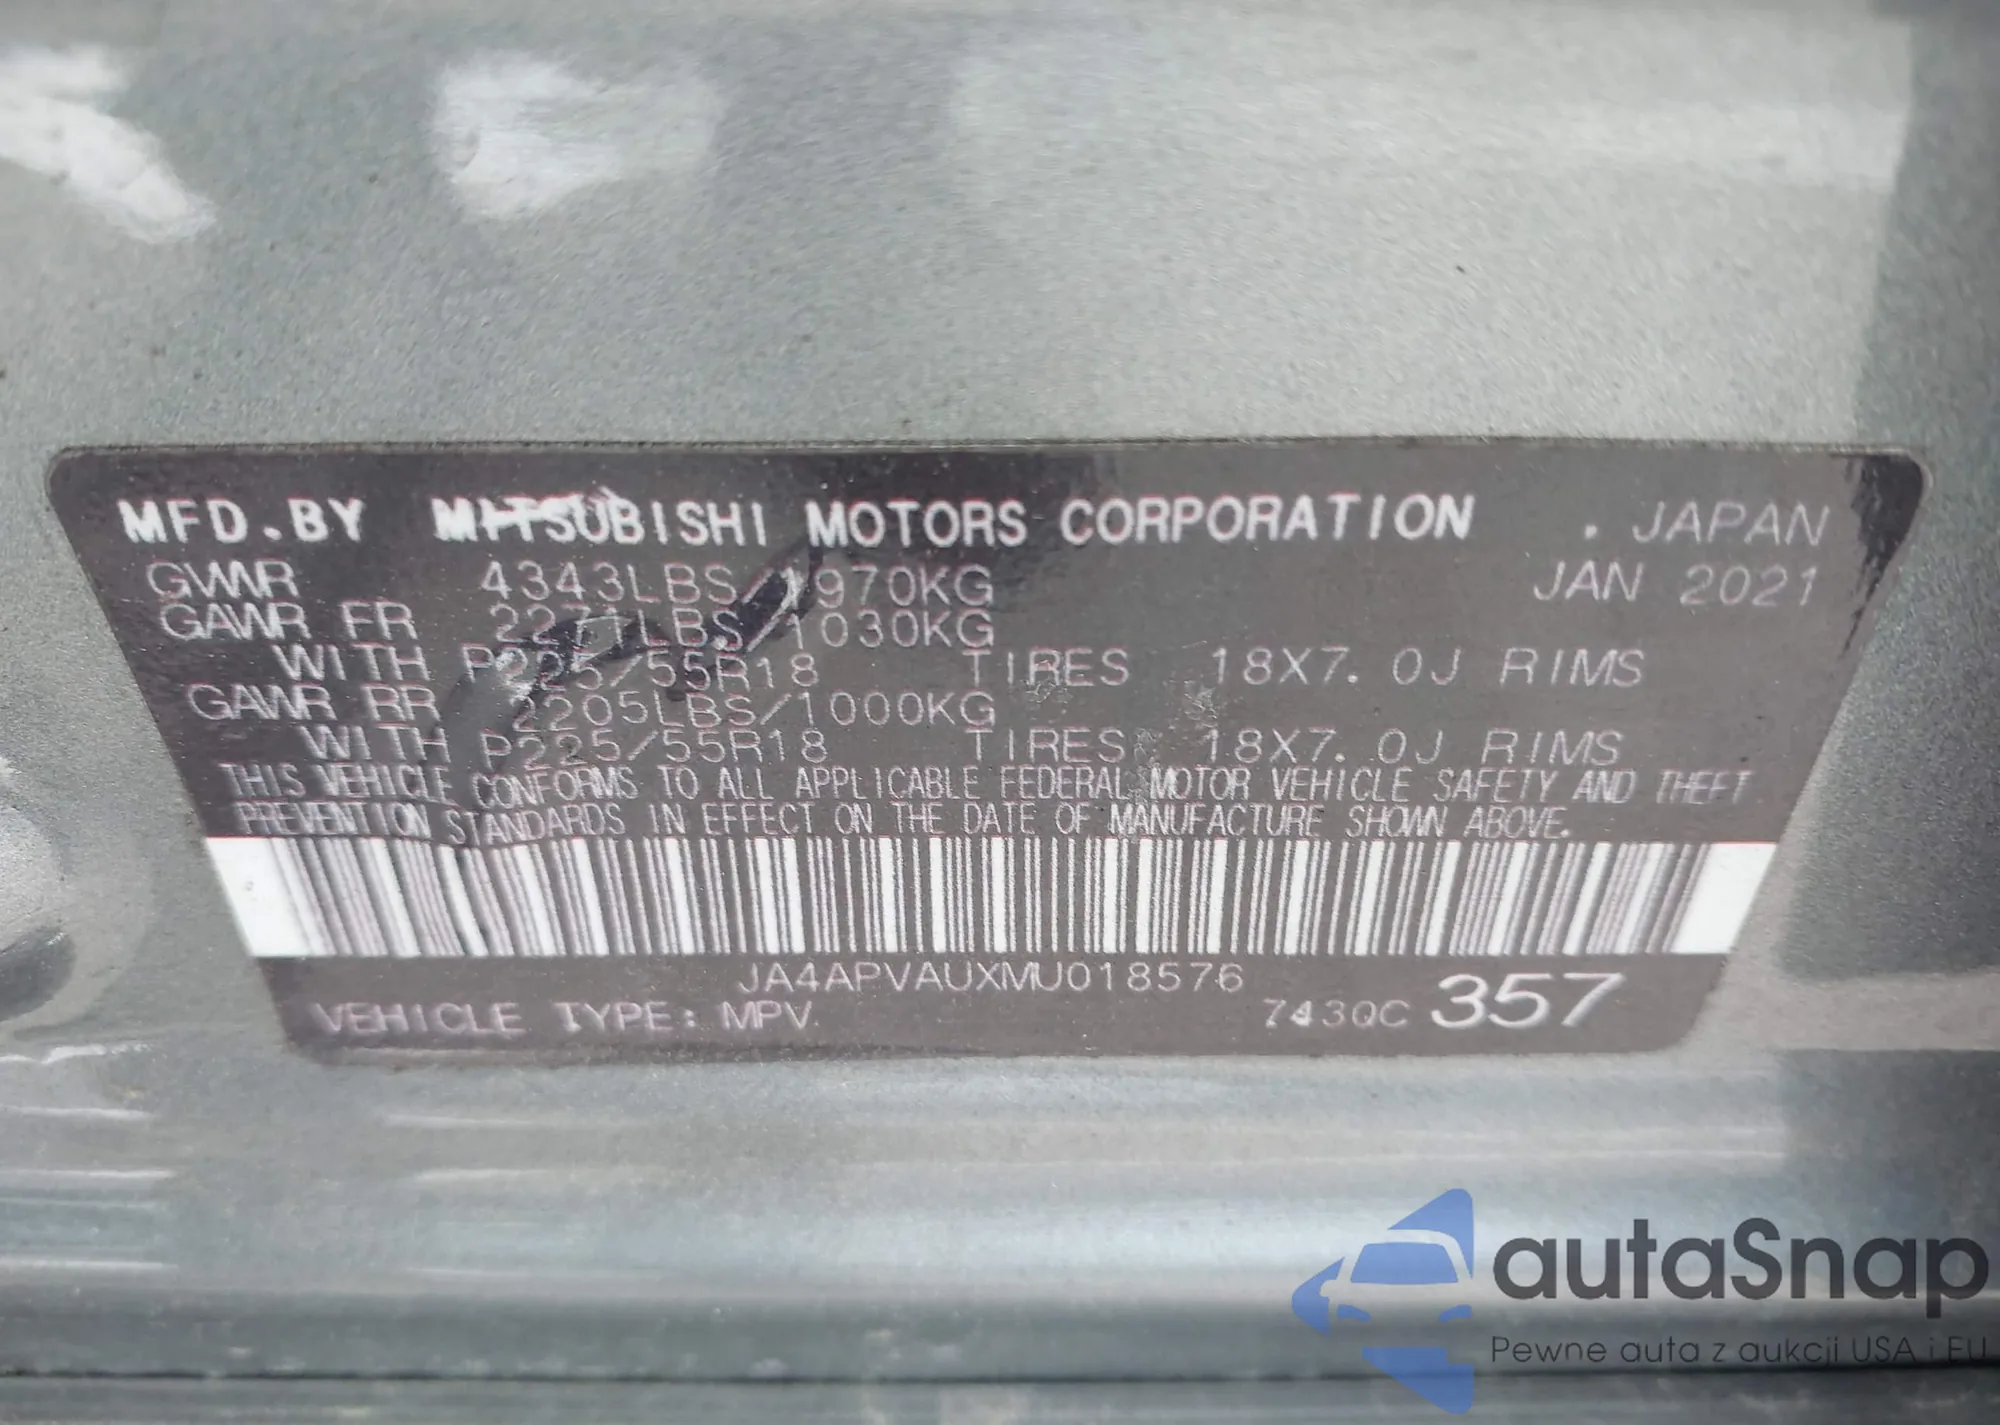 MFD.BY MITSUBISHI MOTORS CORPORATION . JAPAN
GVWR 4343LBS/1970KG JAN 2021
GAWR FR 2271LBS/1030KG
WITH P225/55R18 TIRES 18X7.0J RIMS
GAWR RR 2205LBS/1000KG
WITH P225/55R18 TIRES 18X7.0J RIMS
THIS VEHICLE CONFORMS TO ALL APPLICABLE FEDERAL MOTOR VEHICLE SAFETY AND THEFT
PREVENTION STANDARDS IN EFFECT ON THE DATE OF MANUFACTURE SHOWN ABOVE.
JA4APVAUXMU018576
VEHICLE TYPE: MPV 7430C 357
autaSnap
Pewne auta z aukcji USA i EU